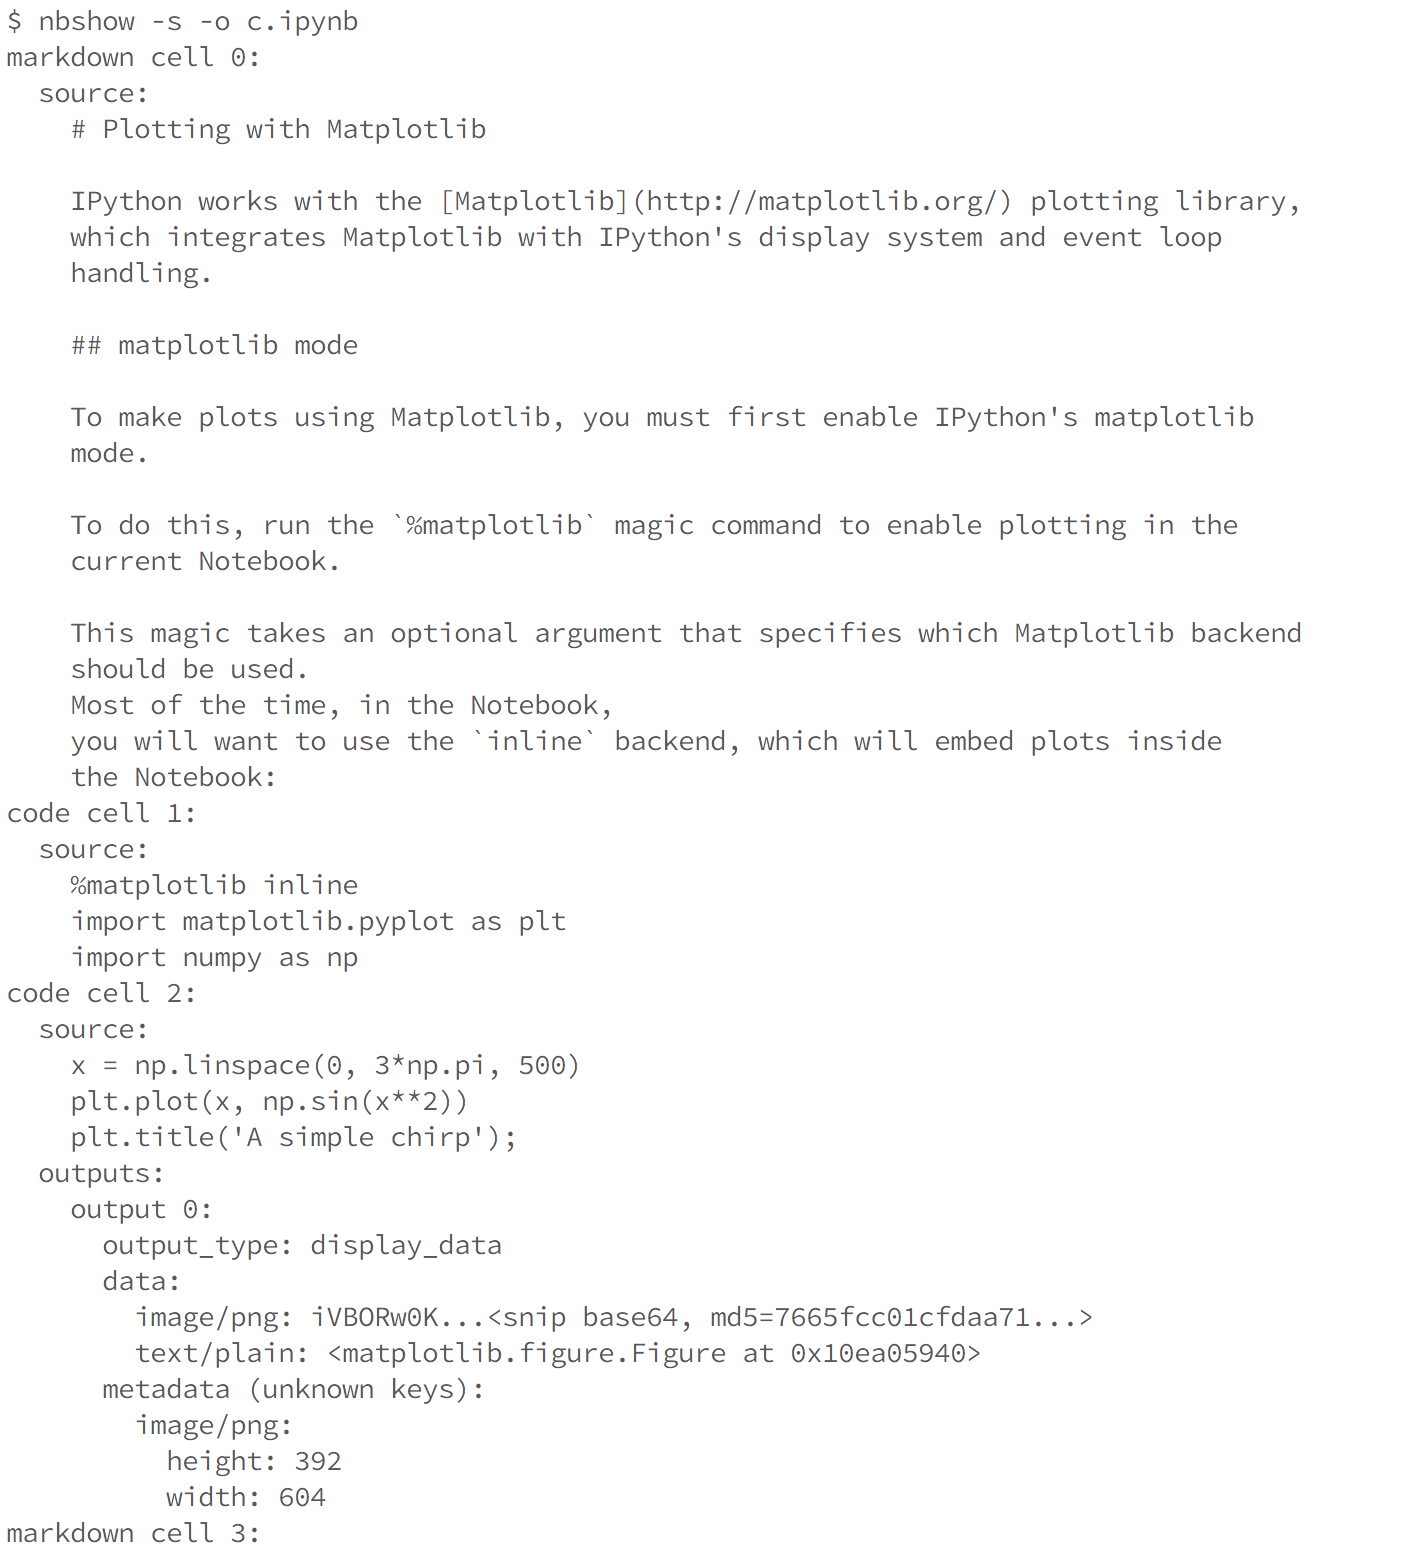 $ nbshow -s -o c.ipynb
markdown cell 0:
  source:
    # Plotting with Matplotlib

    IPython works with the [Matplotlib](http://matplotlib.org/) plotting library,
    which integrates Matplotlib with IPython's display system and event loop
    handling.

    ## matplotlib mode

    To make plots using Matplotlib, you must first enable IPython's matplotlib
    mode.

    To do this, run the `%matplotlib` magic command to enable plotting in the
    current Notebook.

    This magic takes an optional argument that specifies which Matplotlib backend
    should be used.
    Most of the time, in the Notebook,
    you will want to use the `inline` backend, which will embed plots inside
    the Notebook:
code cell 1:
  source:
    %matplotlib inline
    import matplotlib.pyplot as plt
    import numpy as np
code cell 2:
  source:
    x = np.linspace(0, 3*np.pi, 500)
    plt.plot(x, np.sin(x**2))
    plt.title('A simple chirp');
  outputs:
    output 0:
      output_type: display_data
      data:
        image/png: iVBORw0K...<snip base64, md5=7665fcc01cfdaa71...>
        text/plain: <matplotlib.figure.Figure at 0x10ea05940>
      metadata (unknown keys):
        image/png:
          height: 392
          width: 604
markdown cell 3: